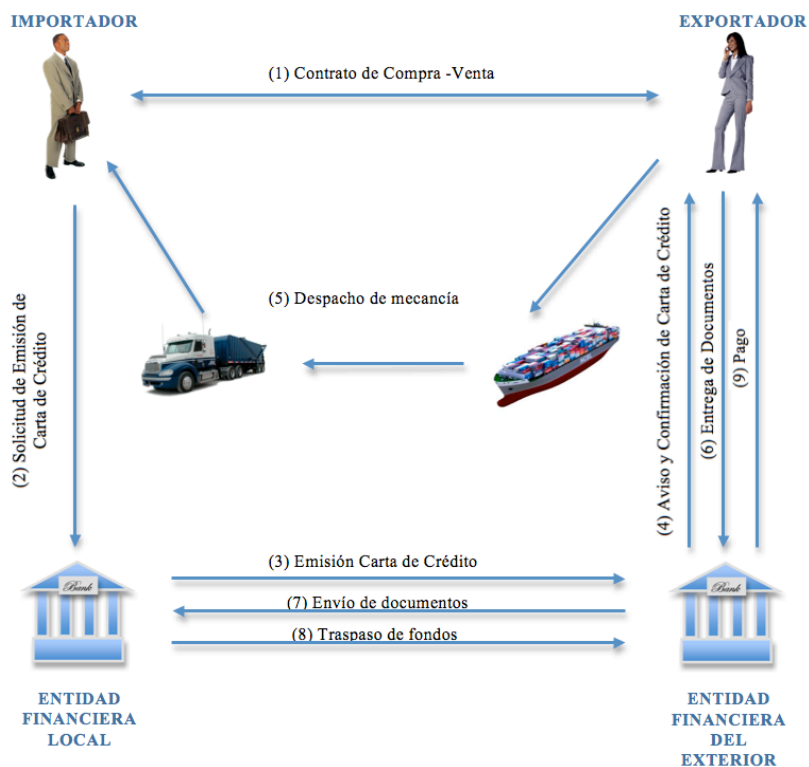 IMPORTADOR
EXPORTADOR
(1) Contrato de Compra -Venta
(2) Solicitud de Emisión de
Carta de Crédito
(5) Despacho de mecancía
(4) Aviso y Confirmación de Carta de Crédito
(6) Entrega de Documentos
(9) Pago
(3) Emisión Carta de Crédito
(7) Envío de documentos
(8) Traspaso de fondos
Bank
Bank
ENTIDAD
FINANCIERA
LOCAL
ENTIDAD
FINANCIERA
DEL
EXTERIOR